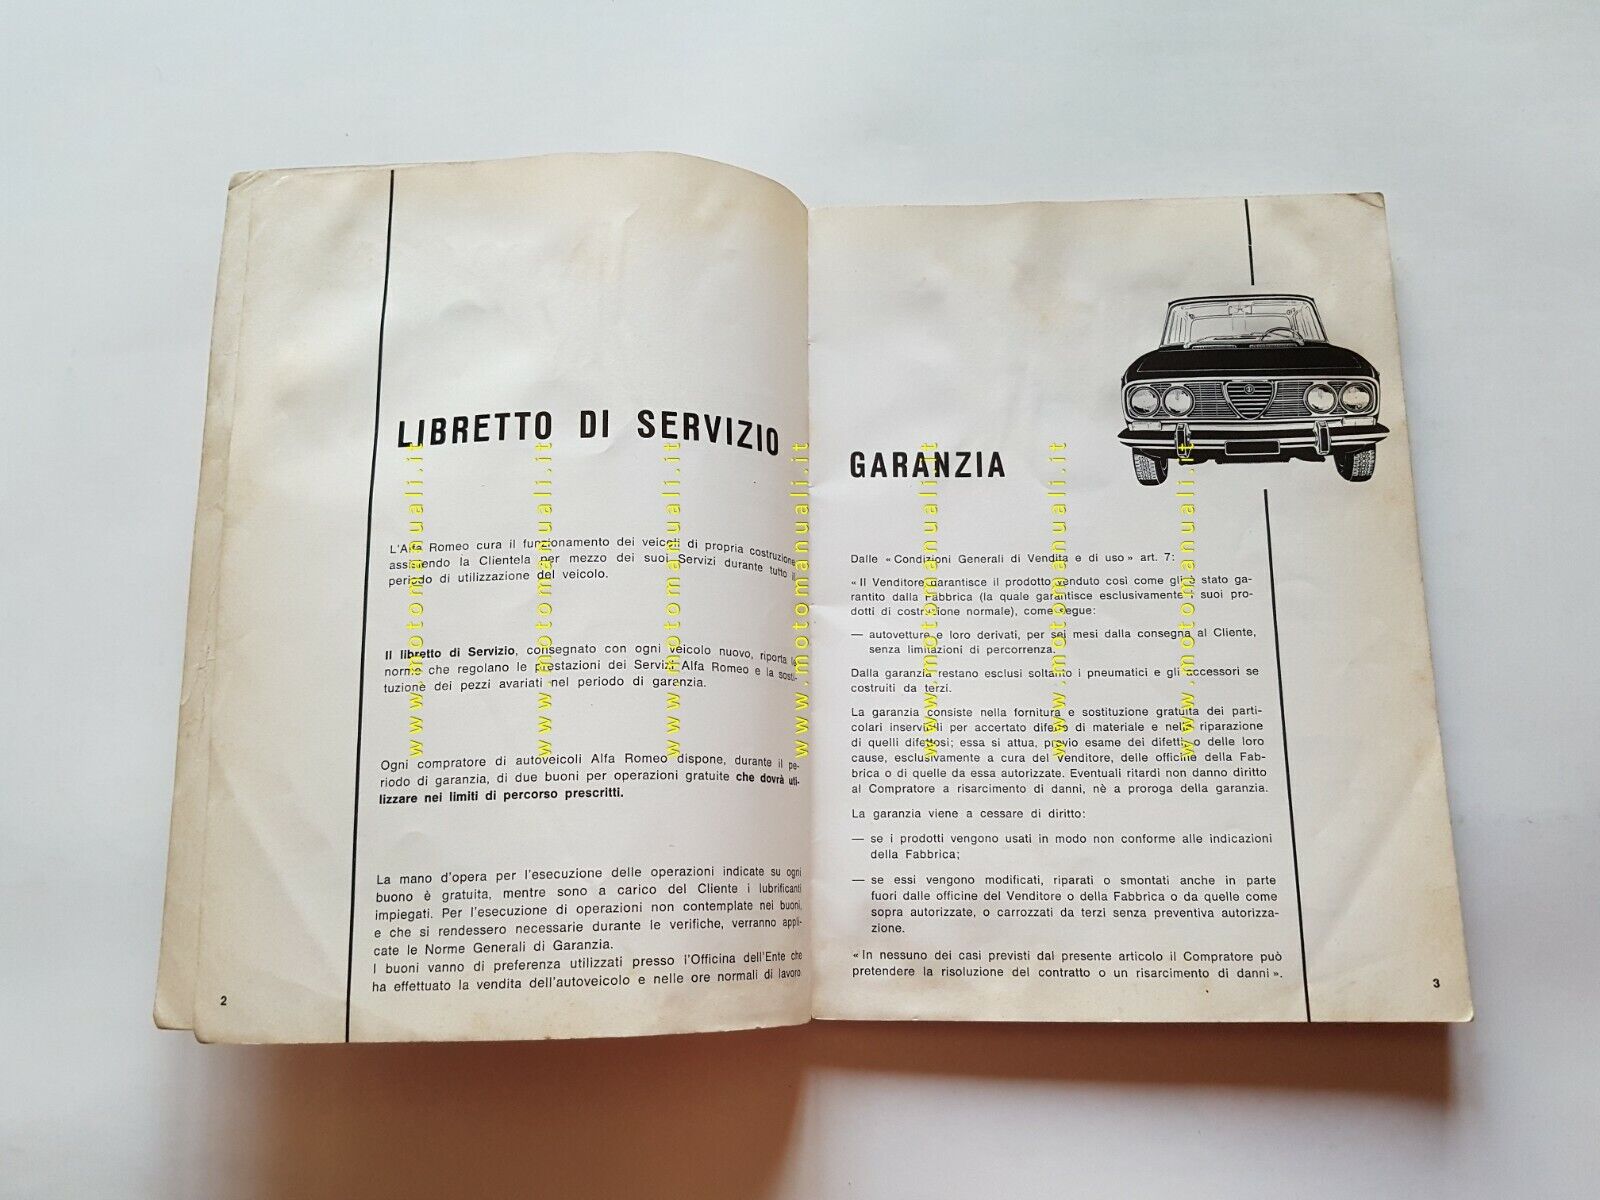 LIBRETTO DI SERVIZIO
L'Alfa Romeo cura il funzionamento dei veicoli di propria costruzione
assistendo la Clientela per mezzo dei suoi Servizi durante tutto il
periodo di utilizzazione del veicolo.
Il libretto di Servizio, consegnato con ogni veicolo nuovo, riporta le
norme che regolano le prestazioni dei Servizi Alfa Romeo e la sosti-
tuzione dei pezzi avariati nel periodo di garanzia.
Ogni compratore di autoveicoli Alfa Romeo dispone, durante il pe-
riodo di garanzia, di due buoni per operazioni gratuite che dovrà uti-
lizzare nei limiti di percorso prescritti.
La mano d'opera per l'esecuzione delle operazioni indicate su ogni
buono è gratuita, mentre sono a carico del Cliente i lubrificanti
impiegati. Per l'esecuzione di operazioni non contemplate nei buoni,
e che si rendessero necessarie durante le verifiche, verranno appli-
cate le Norme Generali di Garanzia.
I buoni vanno di preferenza utilizzati presso l'Officina dell'Ente che
ha effettuato la vendita dell'autoveicolo e nelle ore normali di lavoro
2
GARANZIA
Dalle « Condizioni Generali di Vendita e di uso » art. 7:
« Il Venditore garantisce il prodotto venduto così come gli è stato ga-
rantito dalla Fabbrica (la quale garantisce esclusivamente i suoi pro-
dotti di costruzione normale), come segue:
— autovetture e loro derivati, per sei mesi dalla consegna al Cliente,
senza limitazioni di percorrenza.
Dalla garanzia restano esclusi soltanto i pneumatici e gli accessori se
costruiti da terzi.
La garanzia consiste nella fornitura e sostituzione gratuita dei parti-
colari inservibili per accertato difetto di materiale e nella riparazione
di quelli difettosi; essa si attua, previo esame dei difetti o delle loro
cause, esclusivamente a cura del Venditore, delle officine della Fab-
brica o di quelle da essa autorizzate. Eventuali ritardi non danno diritto
al Compratore a risarcimento di danni, nè a proroga della garanzia.
La garanzia viene a cessare di diritto:
— se i prodotti vengono usati in modo non conforme alle indicazioni
della Fabbrica;
— se essi vengono modificati, riparati o smontati anche in parte
fuori dalle officine del Venditore o della Fabbrica o da quelle come
sopra autorizzate, o carrozzati da terzi senza preventiva autorizza-
zione.
« In nessuno dei casi previsti dal presente articolo il Compratore può
pretendere la risoluzione del contratto o un risarcimento di danni ».
3
www.motomanuali.it
www.motomanuali.it
www.motomanuali.it
www.motomanuali.it
www.motomanuali.it
www.motomanuali.it
www.motomanuali.it